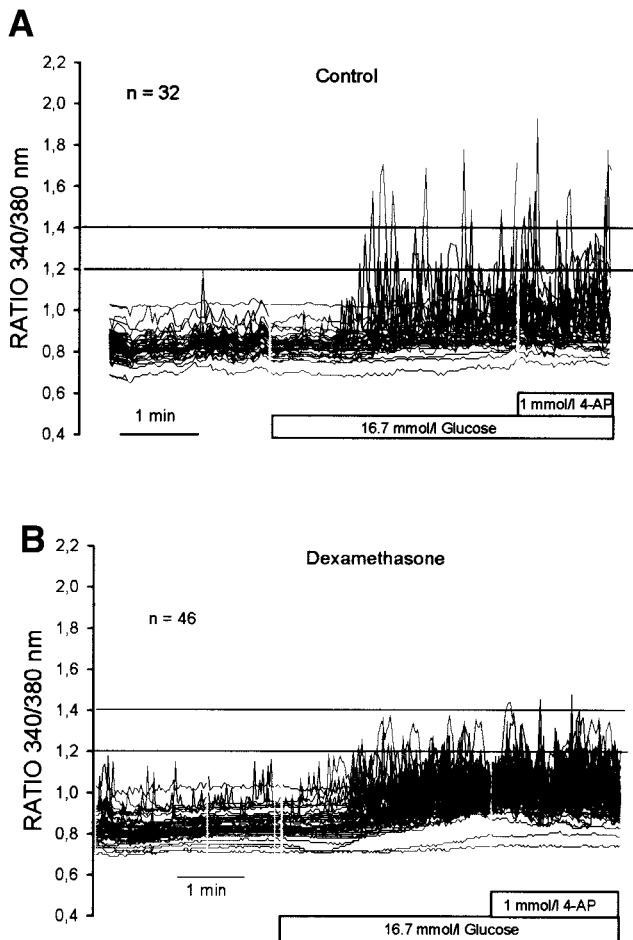 A
RATIO 340/380 nm
2,2
2,0
1,8
1,6
1,4
1,2
1,0
0,8
0,6
0,4
Control
n = 32
1 min
1 mmol/l 4-AP
16.7 mmol/l Glucose
B
RATIO 340/380 nm
2,2
2,0
1,8
1,6
1,4
1,2
1,0
0,8
0,6
0,4
Dexamethasone
n = 46
1 min
1 mmol/l 4-AP
16.7 mmol/l Glucose